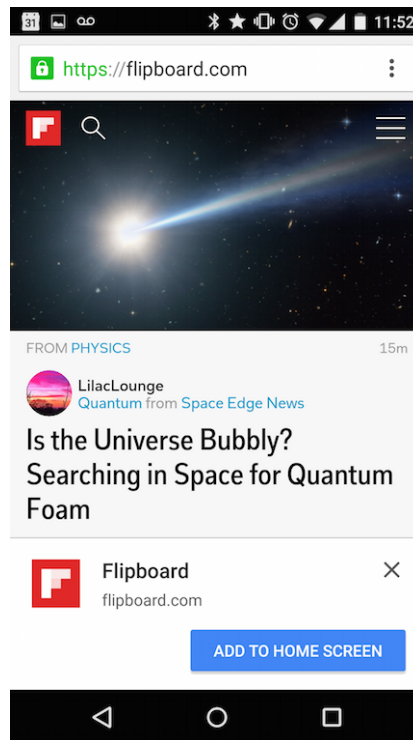 31 11:52
https://flipboard.com
FROM PHYSICS 15m
LilacLounge
Quantum from Space Edge News
Is the Universe Bubbly?
Searching in Space for Quantum
Foam
Flipboard
flipboard.com
ADD TO HOME SCREEN